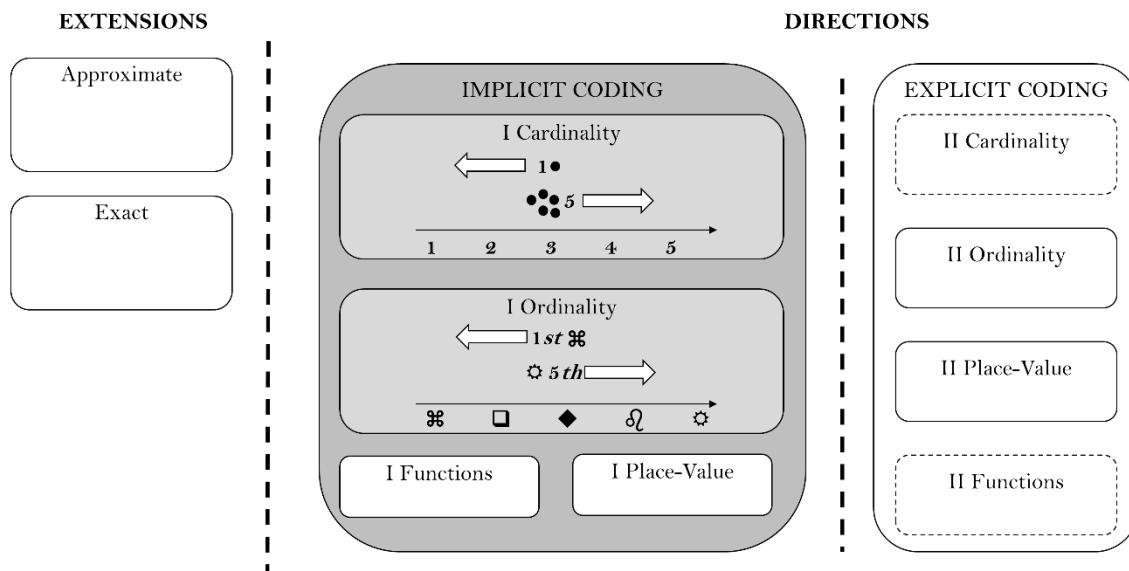 EXTENSIONS
DIRECTIONS
Approximate
Exact
IMPLICIT CODING
I Cardinality
1
5
1 2 3 4 5
I Ordinality
1st ⌘
5th
⌘ ❑ ◆ ♌ ☼
I Functions
I Place-Value
EXPLICIT CODING
II Cardinality
II Ordinality
II Place-Value
II Functions